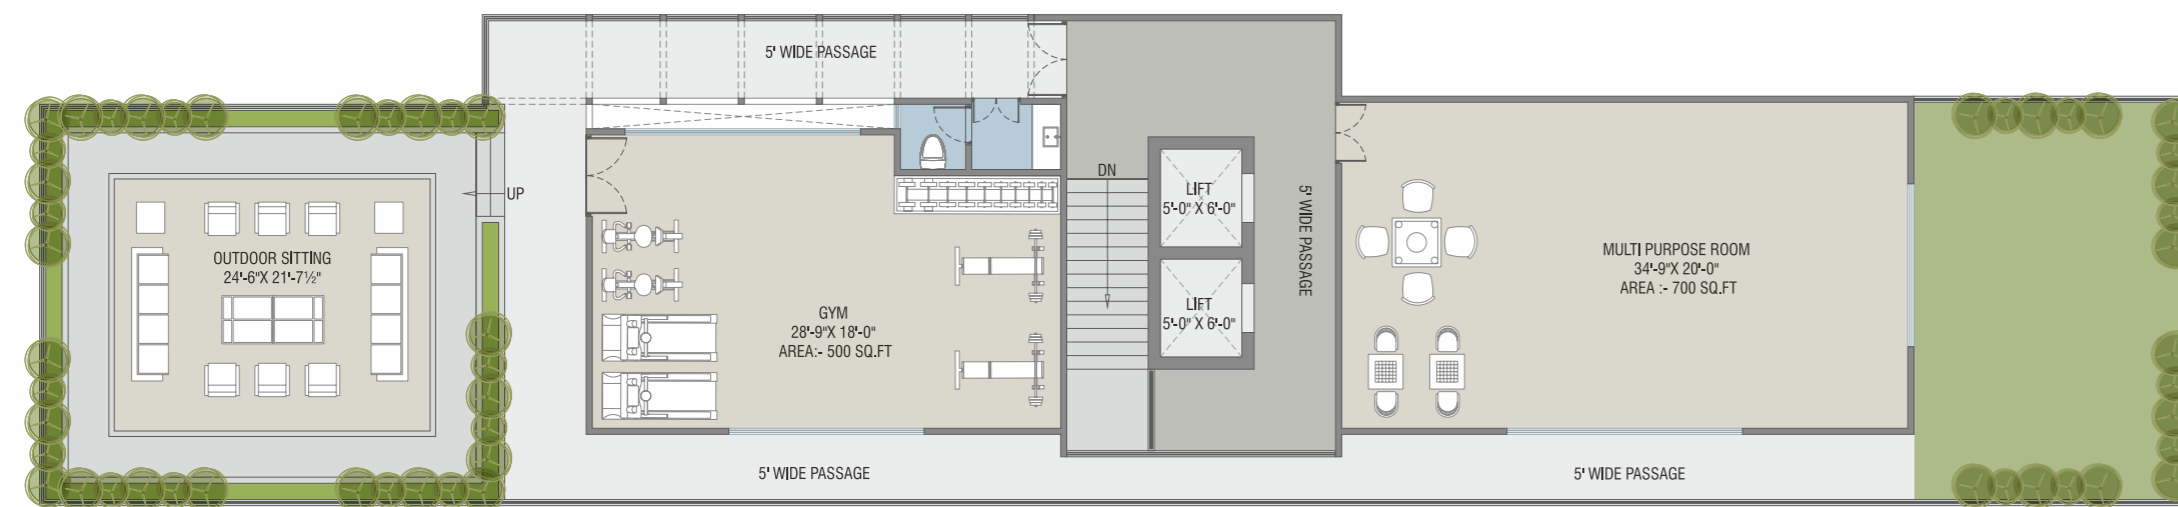 5' WIDE PASSAGE
UP
OUTDOOR SITTING
24'-6"X 21'-7½"
GYM
28'-9"X 18'-0"
AREA:- 500 SQ.FT
DN
LIFT
5'-0" X 6'-0"
LIFT
5'-0" X 6'-0"
5' WIDE PASSAGE
MULTI PURPOSE ROOM
34'-9"X 20'-0"
AREA :- 700 SQ.FT
5' WIDE PASSAGE
5' WIDE PASSAGE